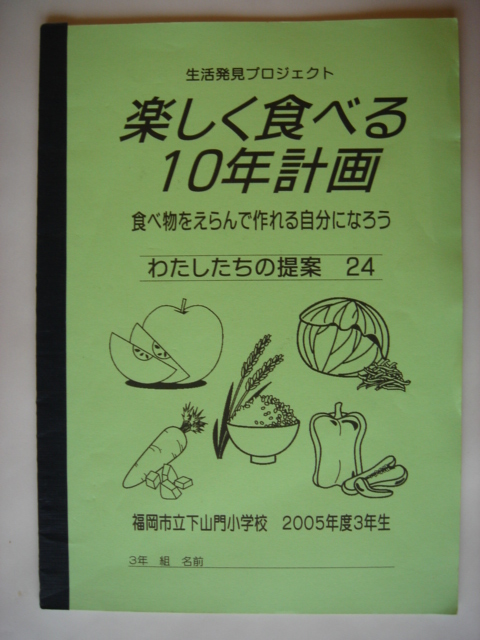 生活発見プロジェクト
楽しく食べる
10年計画
食べ物をえらんで作れる自分になろう
わたしたちの提案　24
福岡市立下山門小学校　2005年度3年生
3年　組　名前